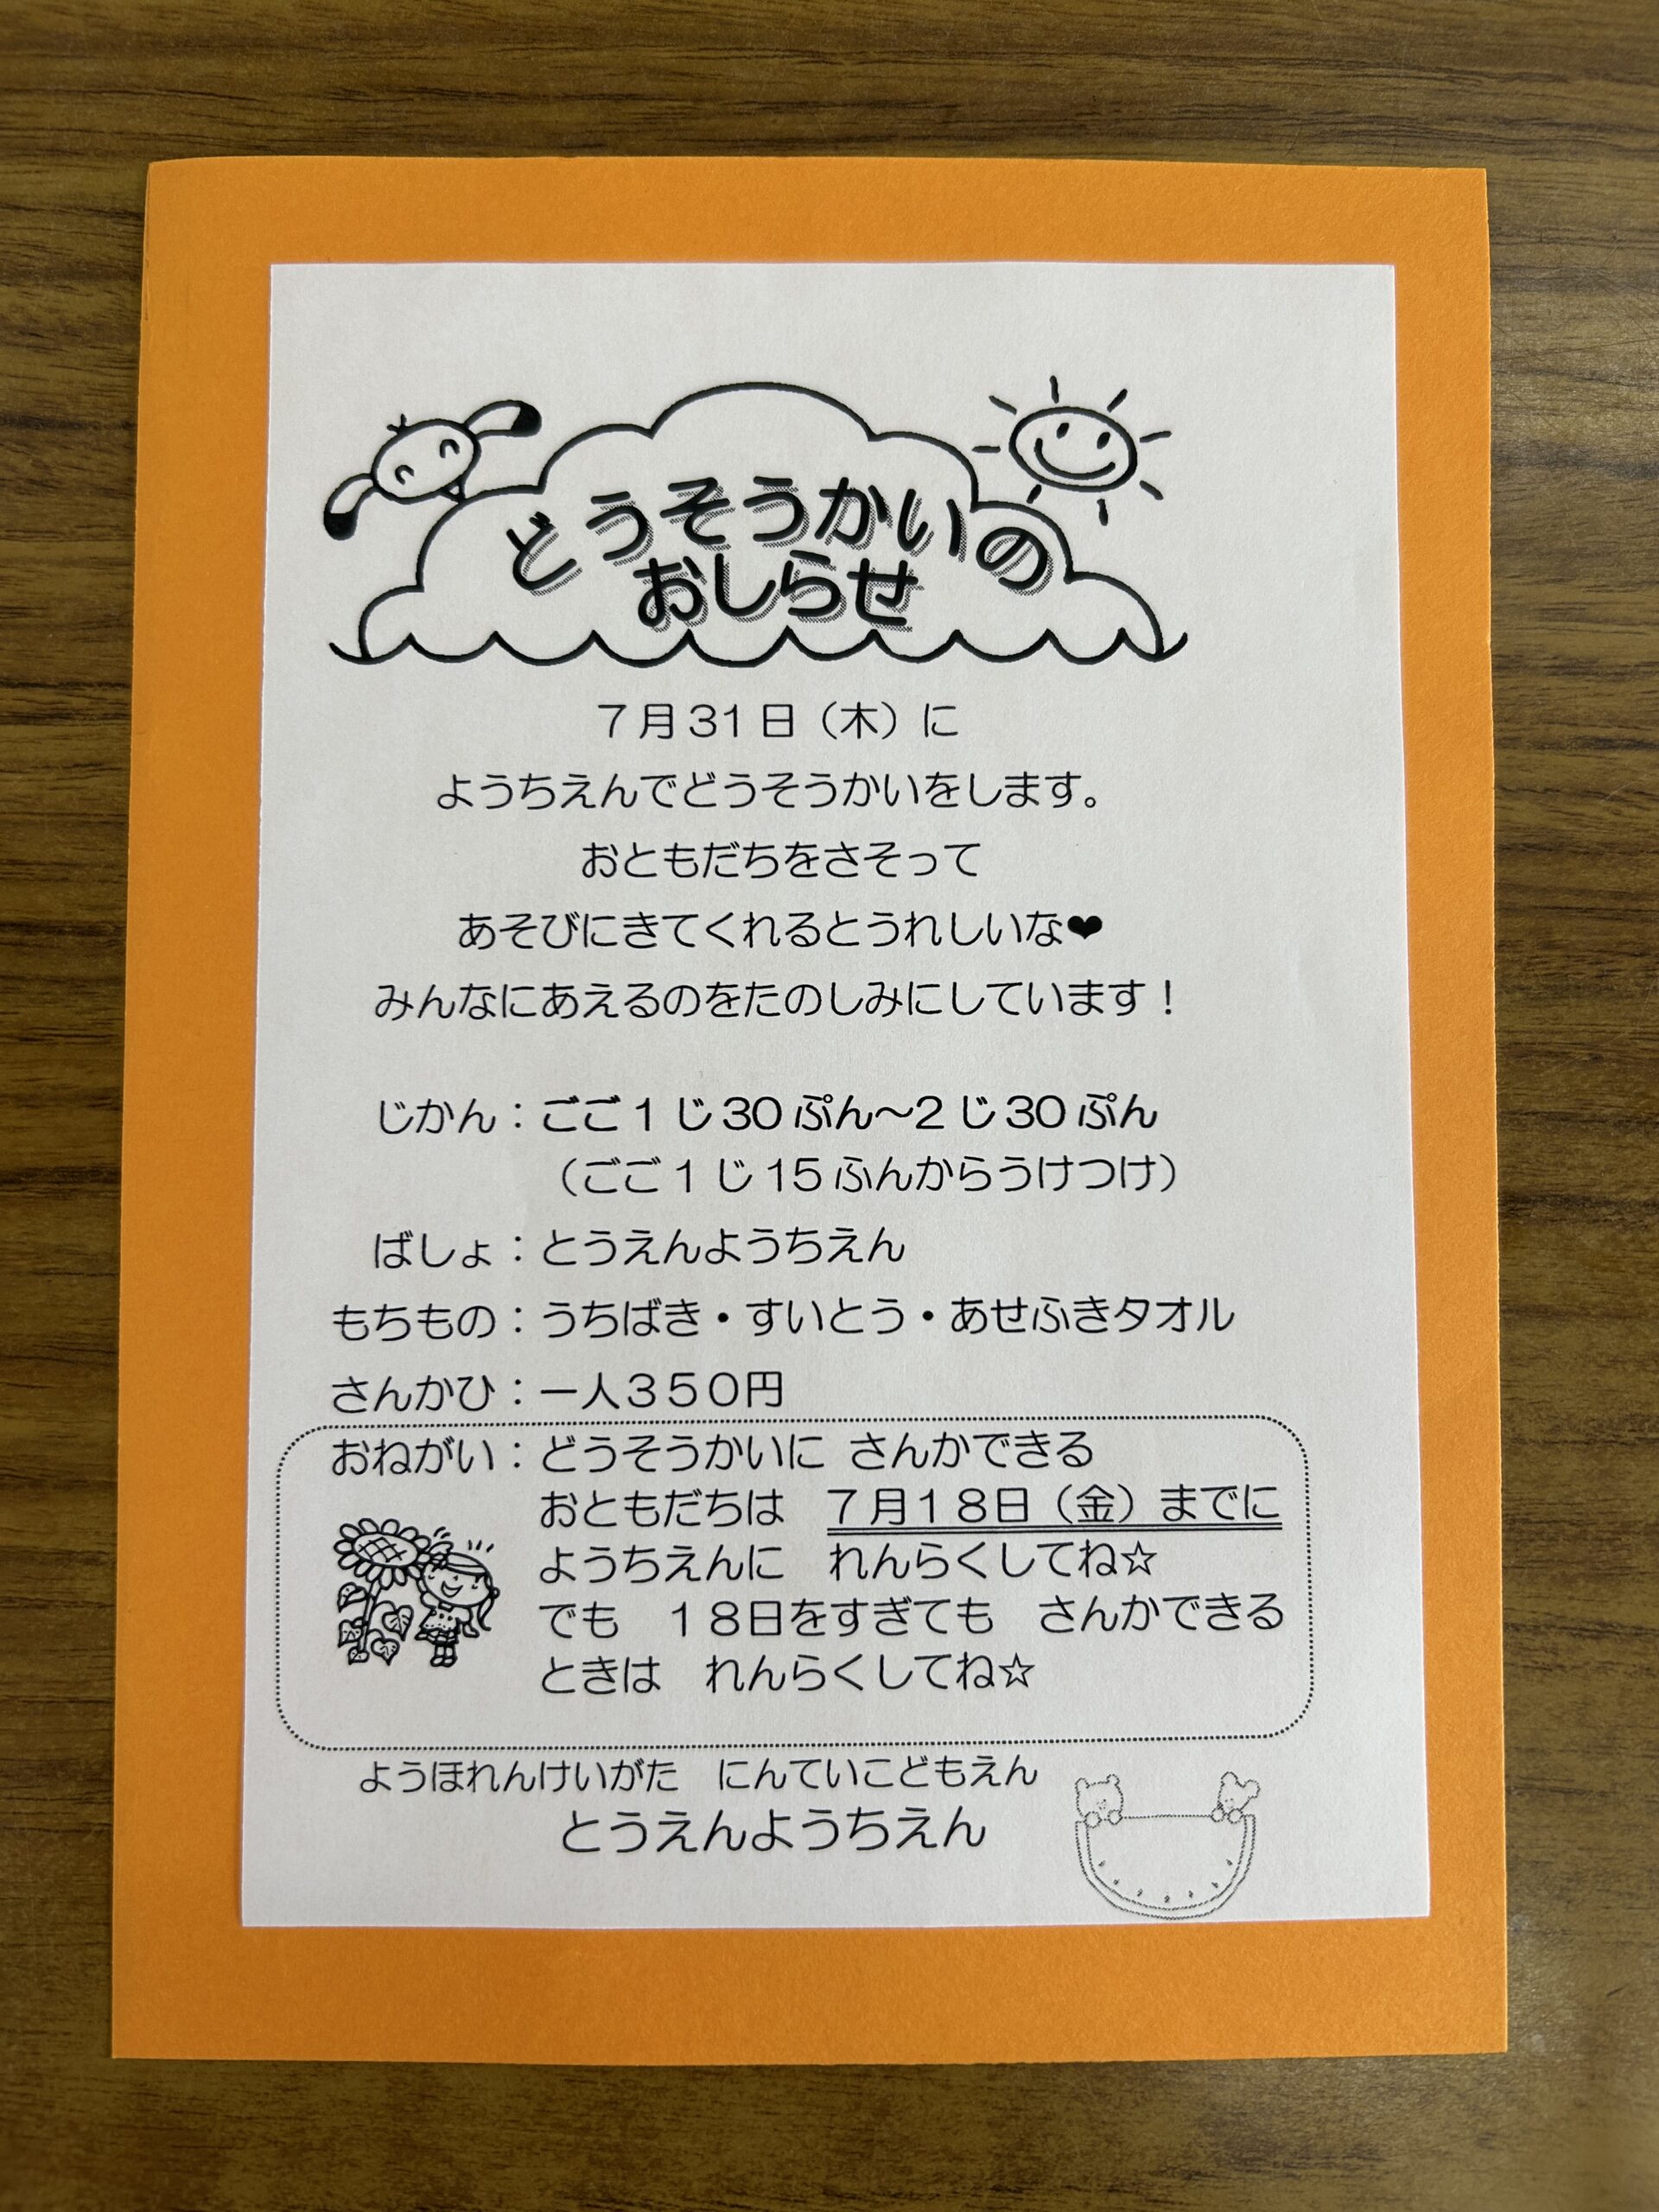 どうそうかいの
おしらせ
７月31日（木）に
ようちえんでどうそうかいをします。
おともだちをさそって
あそびにきてくれるとうれしいな❤
みんなにあえるのをたのしみにしています！
じかん：ごご１じ30ぷん～2じ30ぷん
（ごご１じ15ふんからうけつけ）
ばしょ：とうえんようちえん
もちもの：うちばき・すいとう・あせふきタオル
さんかひ：一人３５０円
おねがい：どうそうかいに さんかできる
おともだちは　７月１８日（金）までに
ようちえんに　れんらくしてね☆
でも　１８日をすぎても　さんかできる
ときは　れんらくしてね☆
ようほれんけいがた　にんていこどもえん
とうえんようちえん